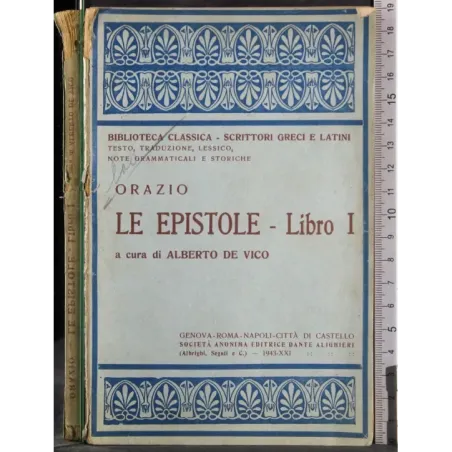 BIBLIOTECA CLASSICA - SCRITTORI GRECI E LATINI
TESTO, TRADUZIONE, LESSICO,
NOTE GRAMMATICALI E STORICHE
ORAZIO
LE EPISTOLE - Libro I
a cura di ALBERTO DE VICO
GENOVA-ROMA-NAPOLI-CITTÀ DI CASTELLO
SOCIETÀ ANONIMA EDITRICE DANTE ALIGHIERI
(Albrighi, Segati e C.) - 1943-XXI
ORAZIO - LE EPISTOLE - Libro I